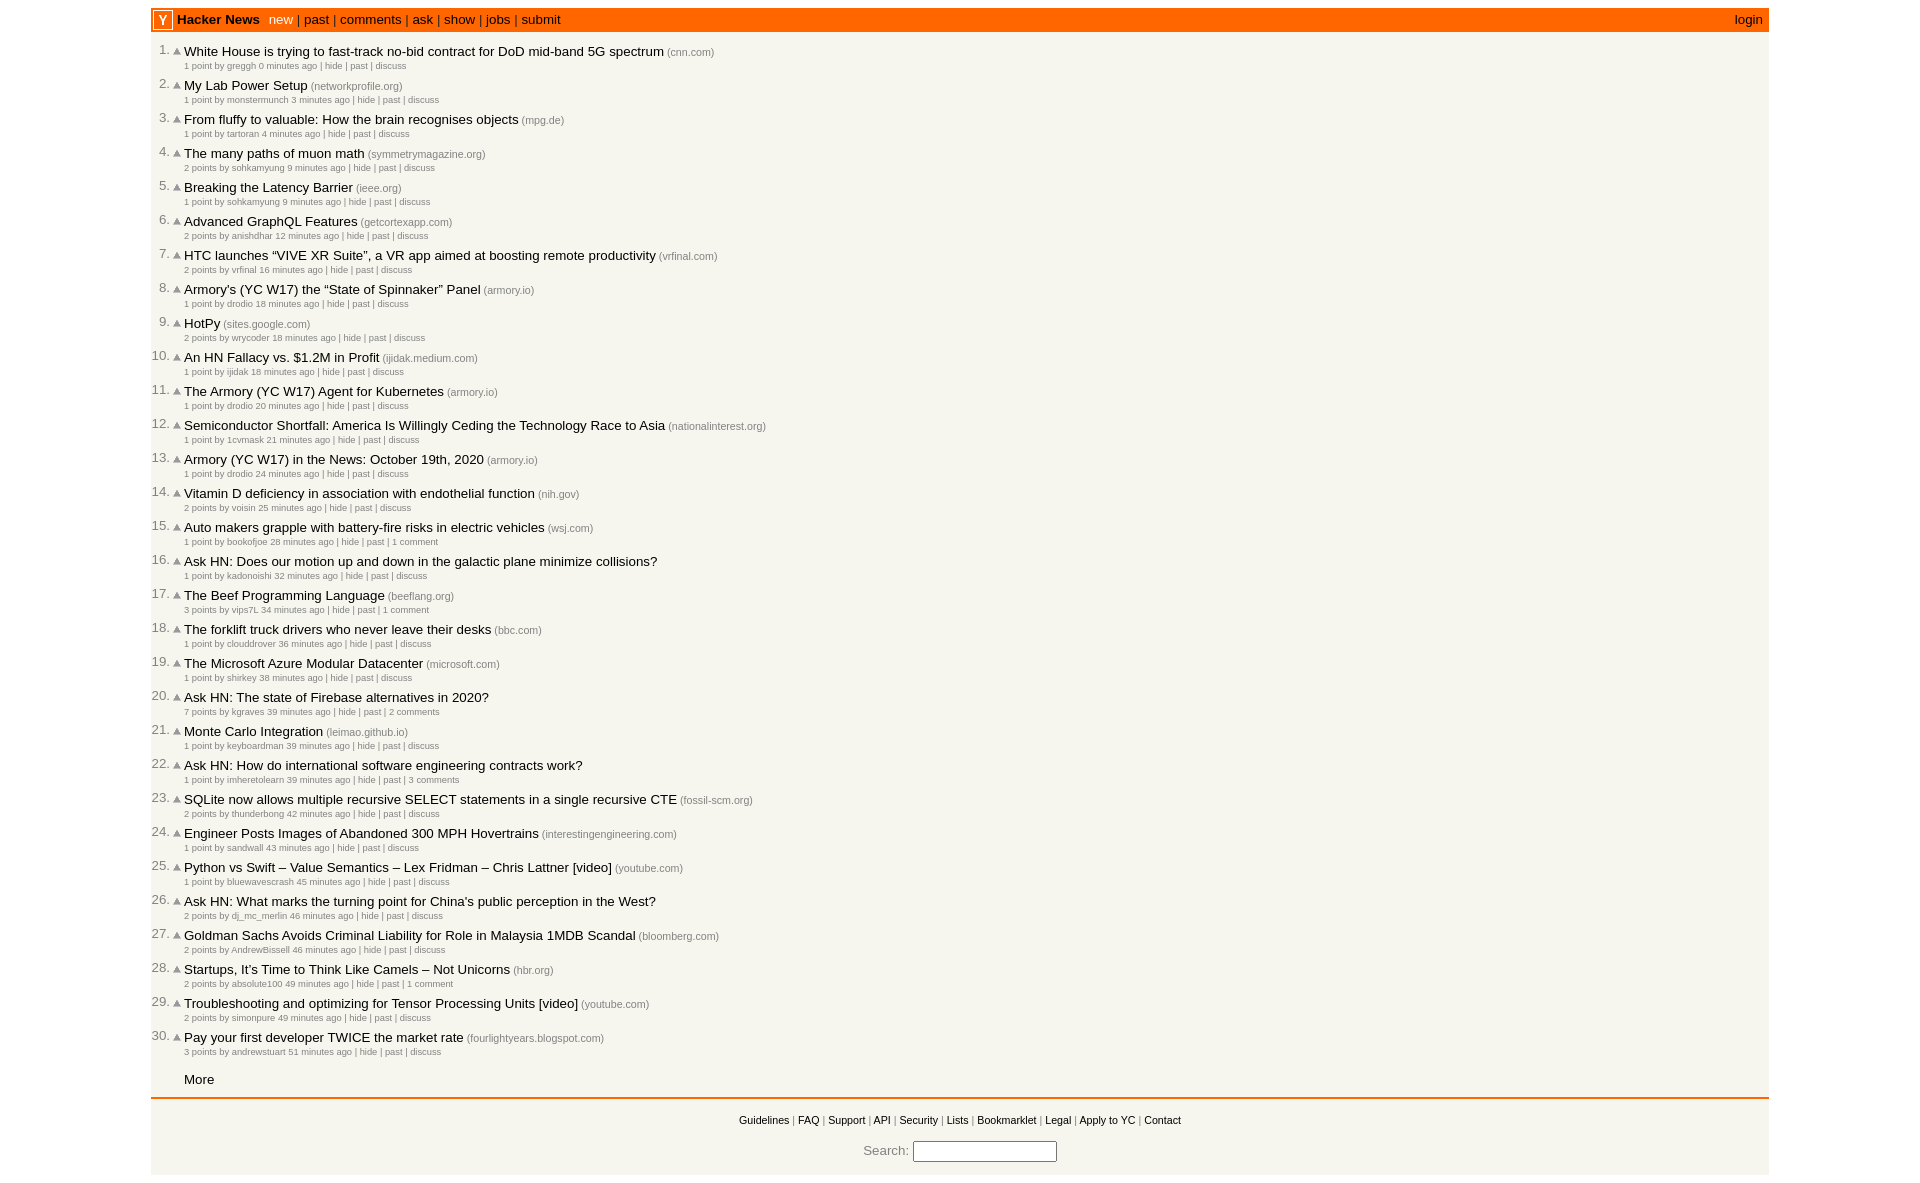 Y Hacker News new | past | comments | ask | show | jobs | submit login
1. White House is trying to fast-track no-bid contract for DoD mid-band 5G spectrum (cnn.com)
1 point by greggh 0 minutes ago | hide | past | discuss
2. My Lab Power Setup (networkprofile.org)
1 point by monstermunch 3 minutes ago | hide | past | discuss
3. From fluffy to valuable: How the brain recognises objects (mpg.de)
1 point by tartoran 4 minutes ago | hide | past | discuss
4. The many paths of muon math (symmetrymagazine.org)
2 points by sohkamyung 9 minutes ago | hide | past | discuss
5. Breaking the Latency Barrier (ieee.org)
1 point by sohkamyung 9 minutes ago | hide | past | discuss
6. Advanced GraphQL Features (getcortexapp.com)
2 points by anishdhar 12 minutes ago | hide | past | discuss
7. HTC launches “VIVE XR Suite”, a VR app aimed at boosting remote productivity (vrfinal.com)
2 points by vrfinal 16 minutes ago | hide | past | discuss
8. Armory's (YC W17) the “State of Spinnaker” Panel (armory.io)
1 point by drodio 18 minutes ago | hide | past | discuss
9. HotPy (sites.google.com)
2 points by wrycoder 18 minutes ago | hide | past | discuss
10. An HN Fallacy vs. $1.2M in Profit (ijidak.medium.com)
1 point by ijidak 18 minutes ago | hide | past | discuss
11. The Armory (YC W17) Agent for Kubernetes (armory.io)
1 point by drodio 20 minutes ago | hide | past | discuss
12. Semiconductor Shortfall: America Is Willingly Ceding the Technology Race to Asia (nationalinterest.org)
1 point by 1cvmask 21 minutes ago | hide | past | discuss
13. Armory (YC W17) in the News: October 19th, 2020 (armory.io)
1 point by drodio 24 minutes ago | hide | past | discuss
14. Vitamin D deficiency in association with endothelial function (nih.gov)
2 points by voisin 25 minutes ago | hide | past | discuss
15. Auto makers grapple with battery-fire risks in electric vehicles (wsj.com)
1 point by bookofjoe 28 minutes ago | hide | past | 1 comment
16. Ask HN: Does our motion up and down in the galactic plane minimize collisions?
1 point by kadonoishi 32 minutes ago | hide | past | discuss
17. The Beef Programming Language (beeflang.org)
3 points by vips7L 34 minutes ago | hide | past | 1 comment
18. The forklift truck drivers who never leave their desks (bbc.com)
1 point by clouddrover 36 minutes ago | hide | past | discuss
19. The Microsoft Azure Modular Datacenter (microsoft.com)
1 point by shirkey 38 minutes ago | hide | past | discuss
20. Ask HN: The state of Firebase alternatives in 2020?
7 points by kgraves 39 minutes ago | hide | past | 2 comments
21. Monte Carlo Integration (leimao.github.io)
1 point by keyboardman 39 minutes ago | hide | past | discuss
22. Ask HN: How do international software engineering contracts work?
1 point by imheretolearn 39 minutes ago | hide | past | 3 comments
23. SQLite now allows multiple recursive SELECT statements in a single recursive CTE (fossil-scm.org)
2 points by thunderbong 42 minutes ago | hide | past | discuss
24. Engineer Posts Images of Abandoned 300 MPH Hovertrains (interestingengineering.com)
1 point by sandwall 43 minutes ago | hide | past | discuss
25. Python vs Swift – Value Semantics – Lex Fridman – Chris Lattner [video] (youtube.com)
1 point by bluewavescrash 45 minutes ago | hide | past | discuss
26. Ask HN: What marks the turning point for China's public perception in the West?
2 points by dj_mc_merlin 46 minutes ago | hide | past | discuss
27. Goldman Sachs Avoids Criminal Liability for Role in Malaysia 1MDB Scandal (bloomberg.com)
2 points by AndrewBissell 46 minutes ago | hide | past | discuss
28. Startups, It’s Time to Think Like Camels – Not Unicorns (hbr.org)
2 points by absolute100 49 minutes ago | hide | past | 1 comment
29. Troubleshooting and optimizing for Tensor Processing Units [video] (youtube.com)
2 points by simonpure 49 minutes ago | hide | past | discuss
30. Pay your first developer TWICE the market rate (fourlightyears.blogspot.com)
3 points by andrewstuart 51 minutes ago | hide | past | discuss
More
Guidelines | FAQ | Support | API | Security | Lists | Bookmarklet | Legal | Apply to YC | Contact
Search: